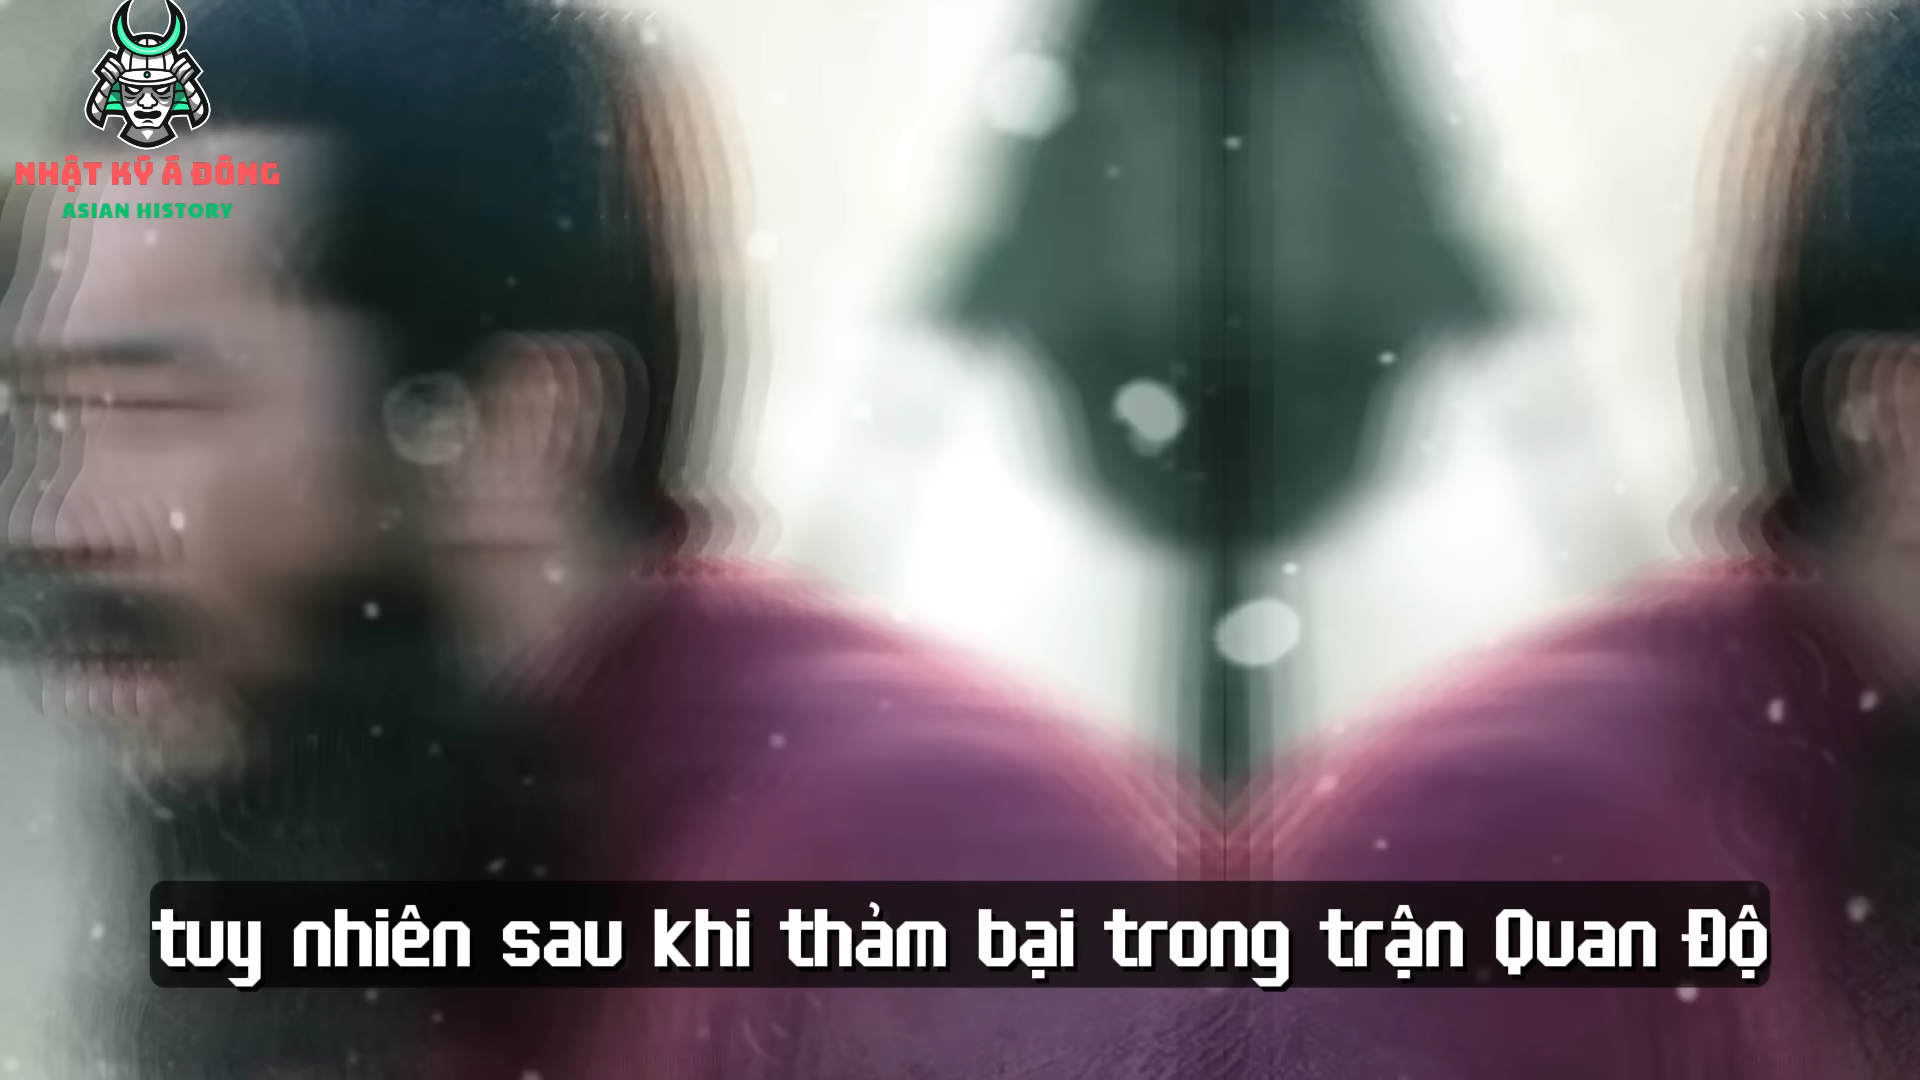 NHẬT KÝ Á ĐÔNG
ASIAN HISTORY
tuy nhiên sau khi thảm bại trong trận Quan Độ